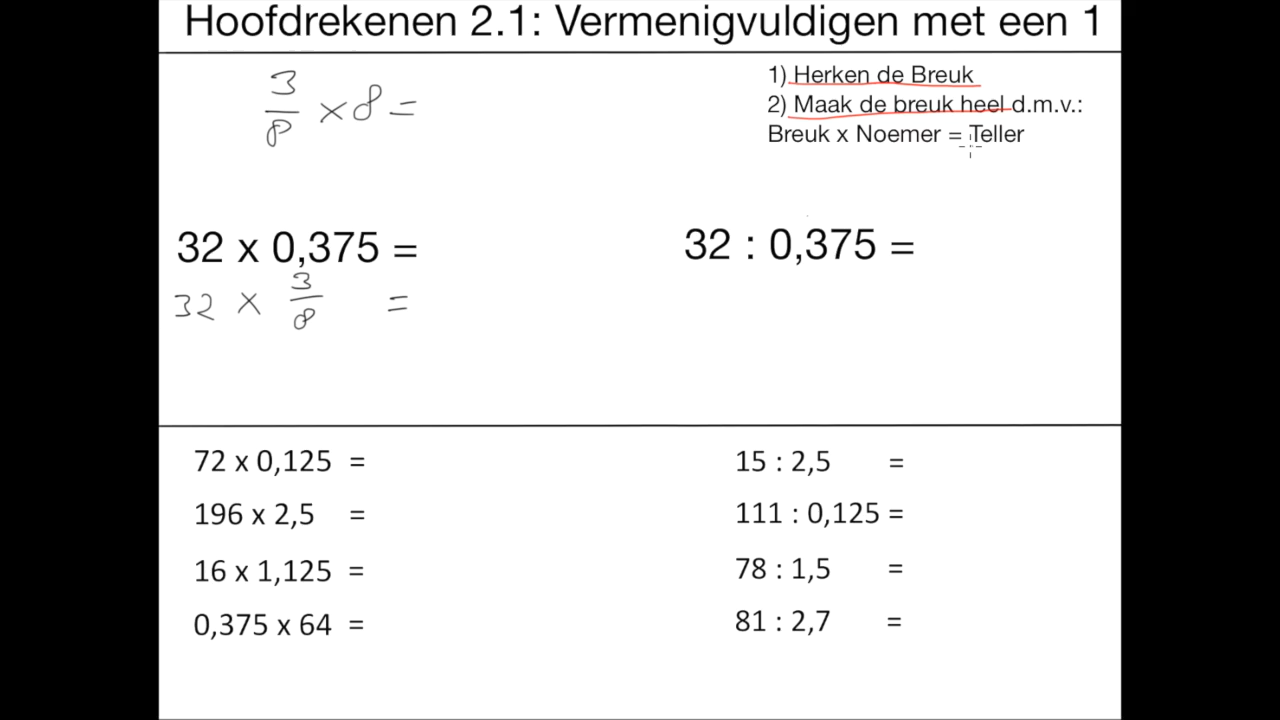 Hoofdrekenen 2.1: Vermenigvuldigen met een 1
3/8 x 8 =
1) Herken de Breuk
2) Maak de breuk heel d.m.v.:
Breuk x Noemer = Teller
32 x 0,375 =
32 x 3/8 =
32 : 0,375 =
72 x 0,125 =
196 x 2,5 =
16 x 1,125 =
0,375 x 64 =
15 : 2,5 =
111 : 0,125 =
78 : 1,5 =
81 : 2,7 =